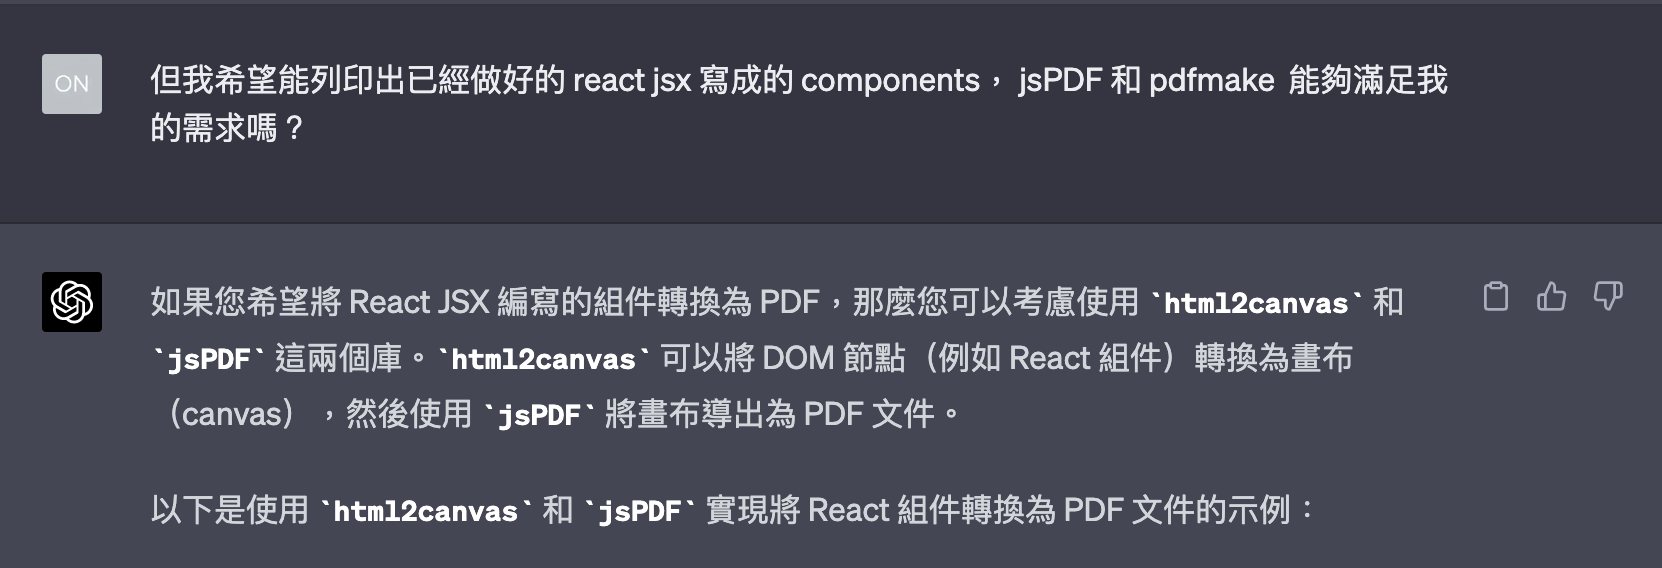 ON
但我希望能列印出已經做好的 react jsx 寫成的 components， jsPDF 和 pdfmake 能夠滿足我
的需求嗎？
如果您希望將 React JSX 編寫的組件轉換為 PDF，那麼您可以考慮使用 `html2canvas` 和
`jsPDF` 這兩個庫。`html2canvas` 可以將 DOM 節點（例如 React 組件）轉換為畫布
（canvas），然後使用 `jsPDF` 將畫布導出為 PDF 文件。
以下是使用 `html2canvas` 和 `jsPDF` 實現將 React 組件轉換為 PDF 文件的示例：